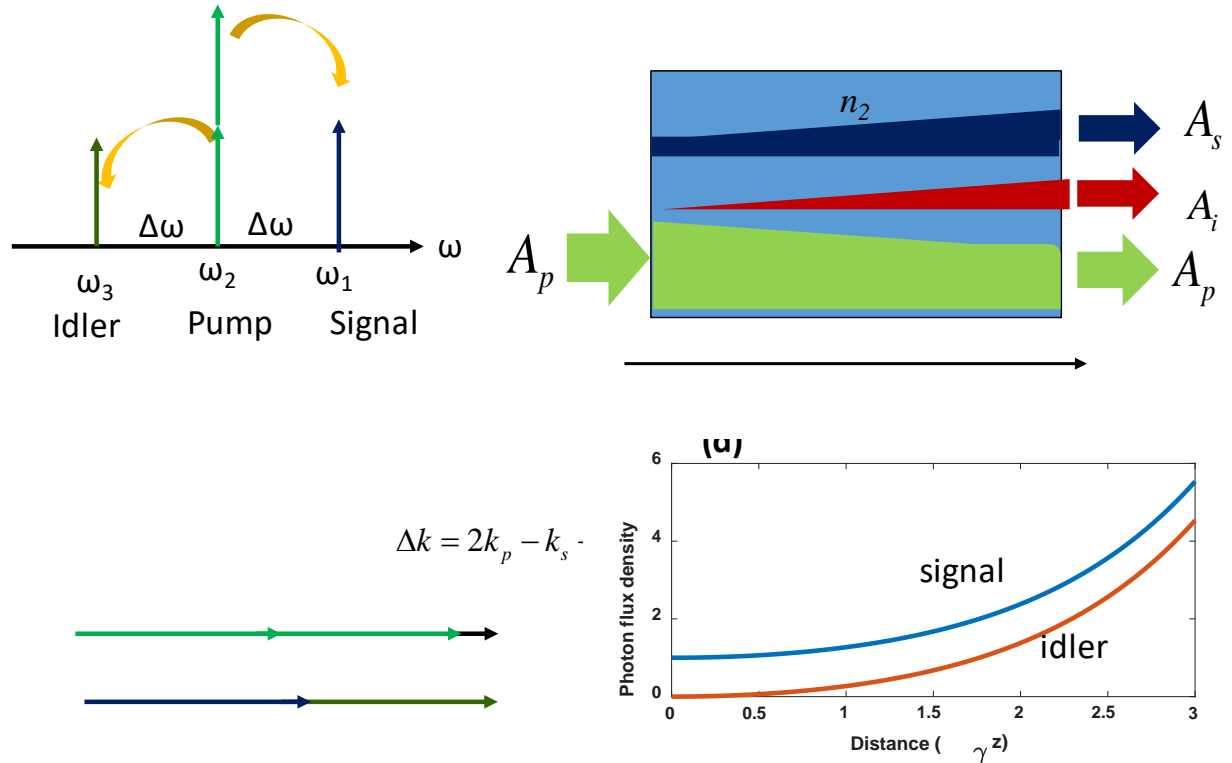 Δω Δω ω
ω₃ ω₂ ω₁
Idler Pump Signal
n₂
Aₛ
Aᵢ
Aₚ
Aₚ
Δk = 2kₚ − kₛ -
(d)
Photon flux density
6
4
2
0
signal
idler
0 0.5 1 1.5 2 2.5 3
Distance ( γ z)